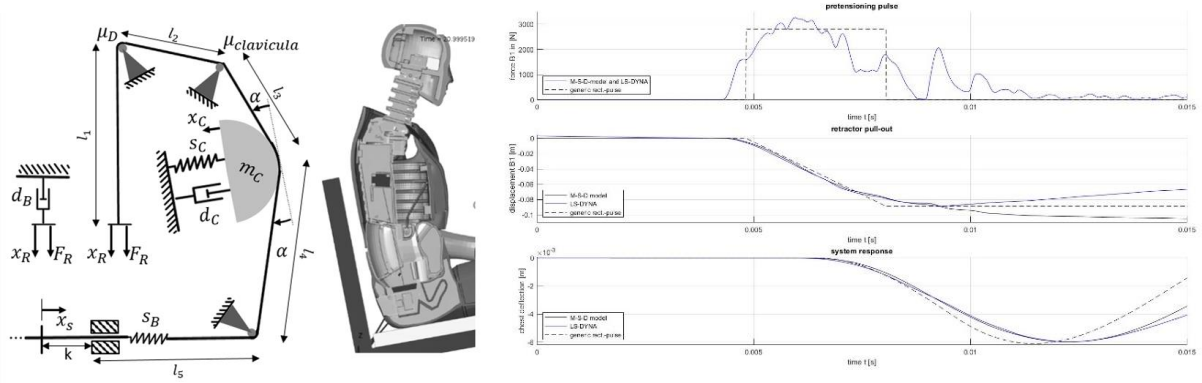 μ_D
l_2
μ_clavicula
l_1
α
l_3
x_C
s_C
m_C
d_C
d_B
x_R F_R
x_R F_R
α
l_4
x_s
s_B
k
l_5
pretensioning pulse
force B1 in [N]
3000
2000
1000
0
M-S-D-model and LS-DYNA
generic rect.-pulse
0 0.005 0.01 0.015
time t [s]
retractor pull-out
displacement B1 [m]
0
-0.02
-0.04
-0.06
-0.08
-0.1
M-S-D model
LS-DYNA
generic rect.-pulse
0 0.005 0.01 0.015
time t [s]
system response
×10⁻³
chest deflection [m]
0
-2
-4
-6
M-S-D model
LS-DYNA
generic rect.-pulse
0 0.005 0.01 0.015
time t [s]